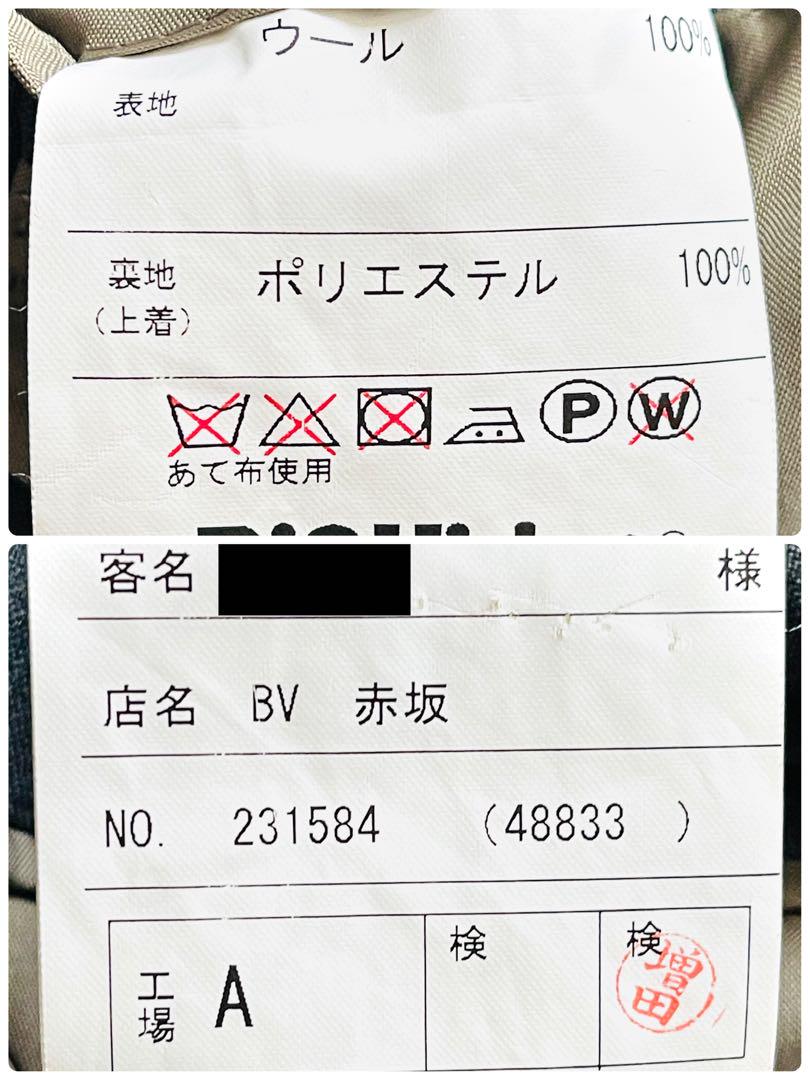 ウール 100%
表地
裏地 ポリエステル 100%
(上着)
P W
あて布使用
客名 様
店名 BV 赤坂
NO. 231584 (48833 )
工場 A 検 検
増田